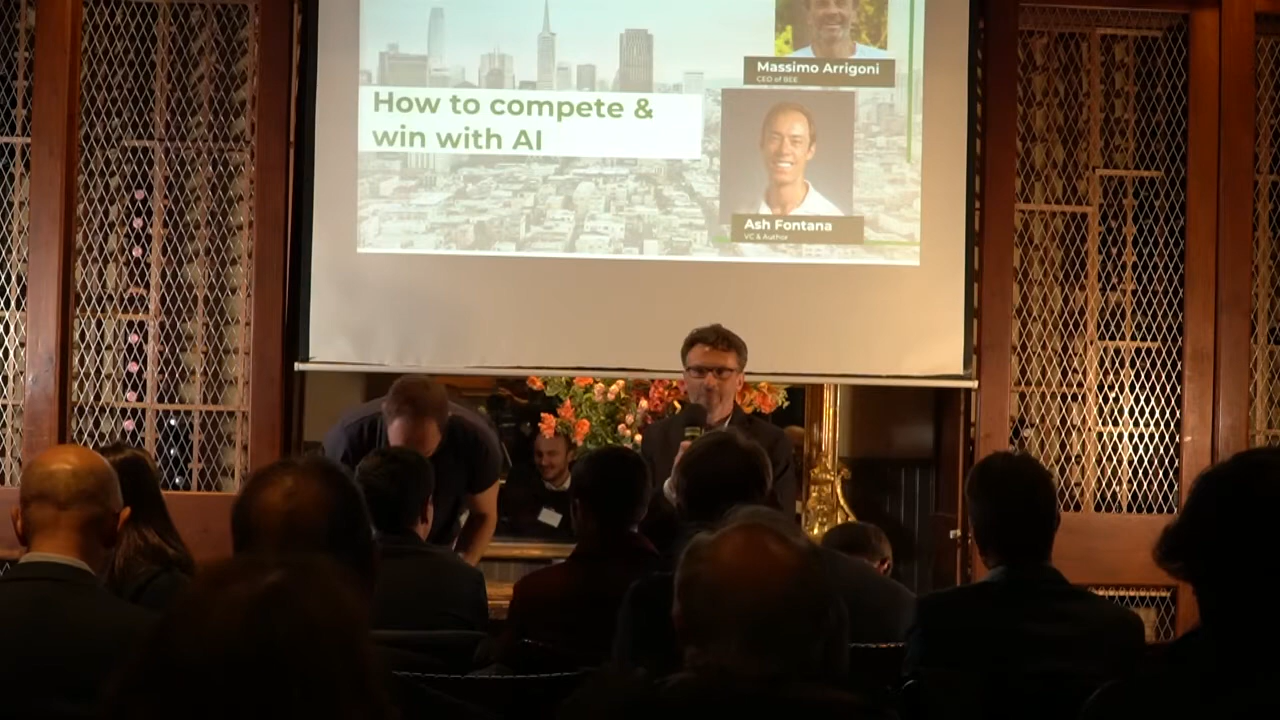 Massimo Arrigoni
CEO of BEE
How to compete &
win with AI
Ash Fontana
VC & Author